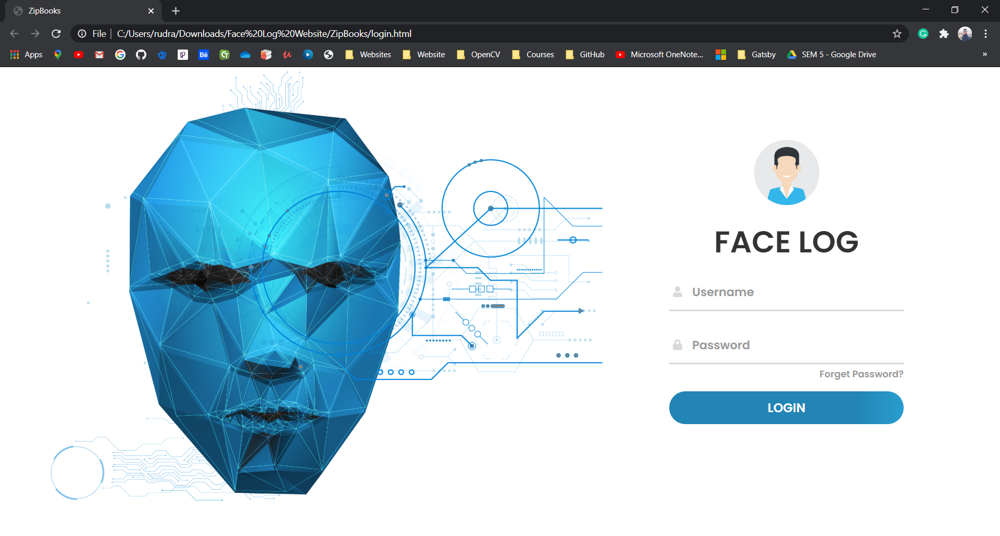 ZipBooks
File C:/Users/rudra/Downloads/Face%20Log%20Website/ZipBooks/login.html
Apps Bē Websites Website OpenCV Courses GitHub Microsoft OneNote... Gatsby SEM 5 - Google Drive »
FACE LOG
Username
Password
Forget Password?
LOGIN